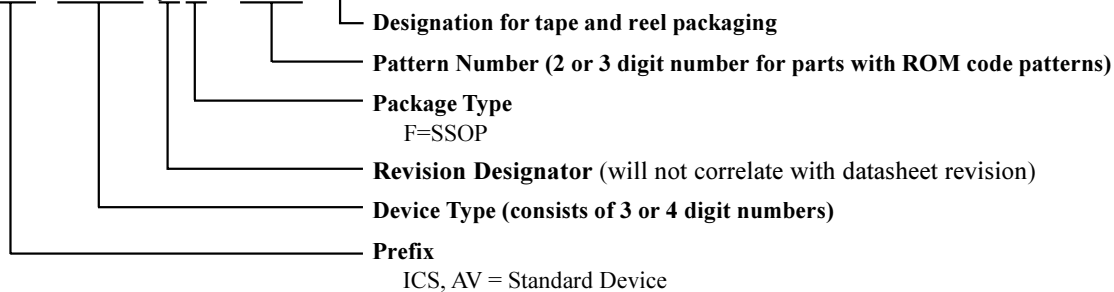 Designation for tape and reel packaging
Pattern Number (2 or 3 digit number for parts with ROM code patterns)
Package Type
F=SSOP
Revision Designator (will not correlate with datasheet revision)
Device Type (consists of 3 or 4 digit numbers)
Prefix
ICS, AV = Standard Device